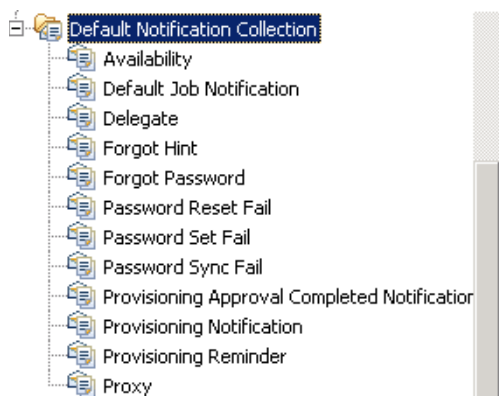 Default Notification Collection
Availability
Default Job Notification
Delegate
Forgot Hint
Forgot Password
Password Reset Fail
Password Set Fail
Password Sync Fail
Provisioning Approval Completed Notification
Provisioning Notification
Provisioning Reminder
Proxy